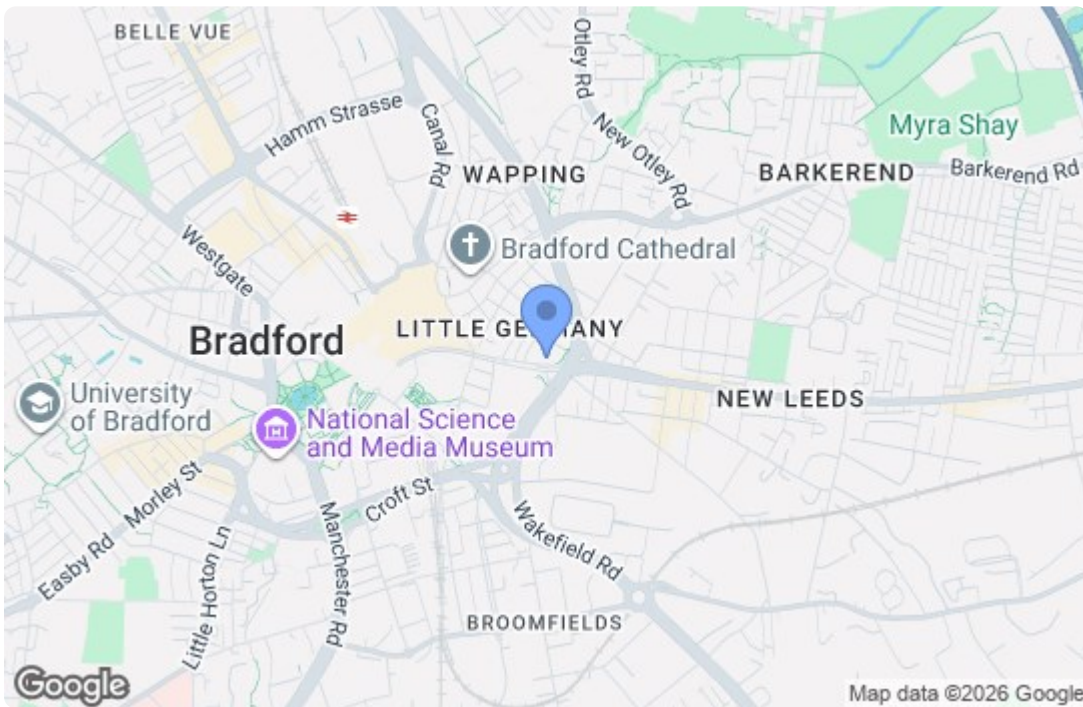 BELLE VUE
Otley Rd
Hamm Strasse
Canal Rd
New Otley Rd
Myra Shay
WAPPING
BARKEREND
Barkerend Rd
Westgate
Bradford Cathedral
Bradford
LITTLE GERMANY
University
of Bradford
NEW LEEDS
National Science
and Media Museum
Morley St
Croft St
Easby Rd
Little Horton Ln
Manchester Rd
Wakefield Rd
BROOMFIELDS
Google
Map data ©2026 Google